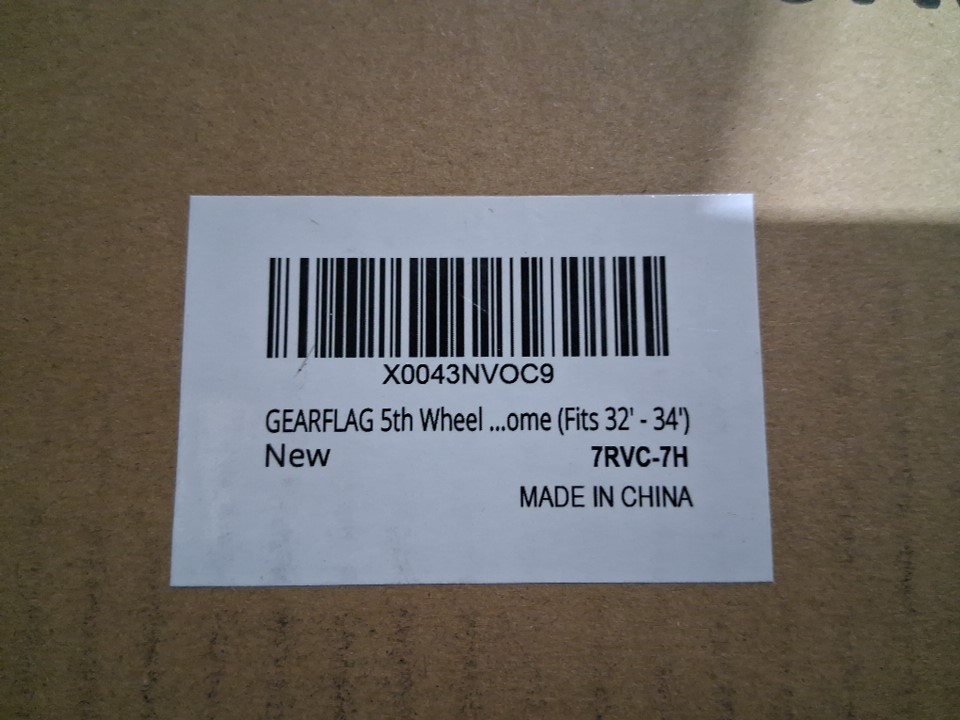 X0043NVOC9
GEARFLAG 5th Wheel ...ome (Fits 32' - 34')
New 7RVC-7H
MADE IN CHINA